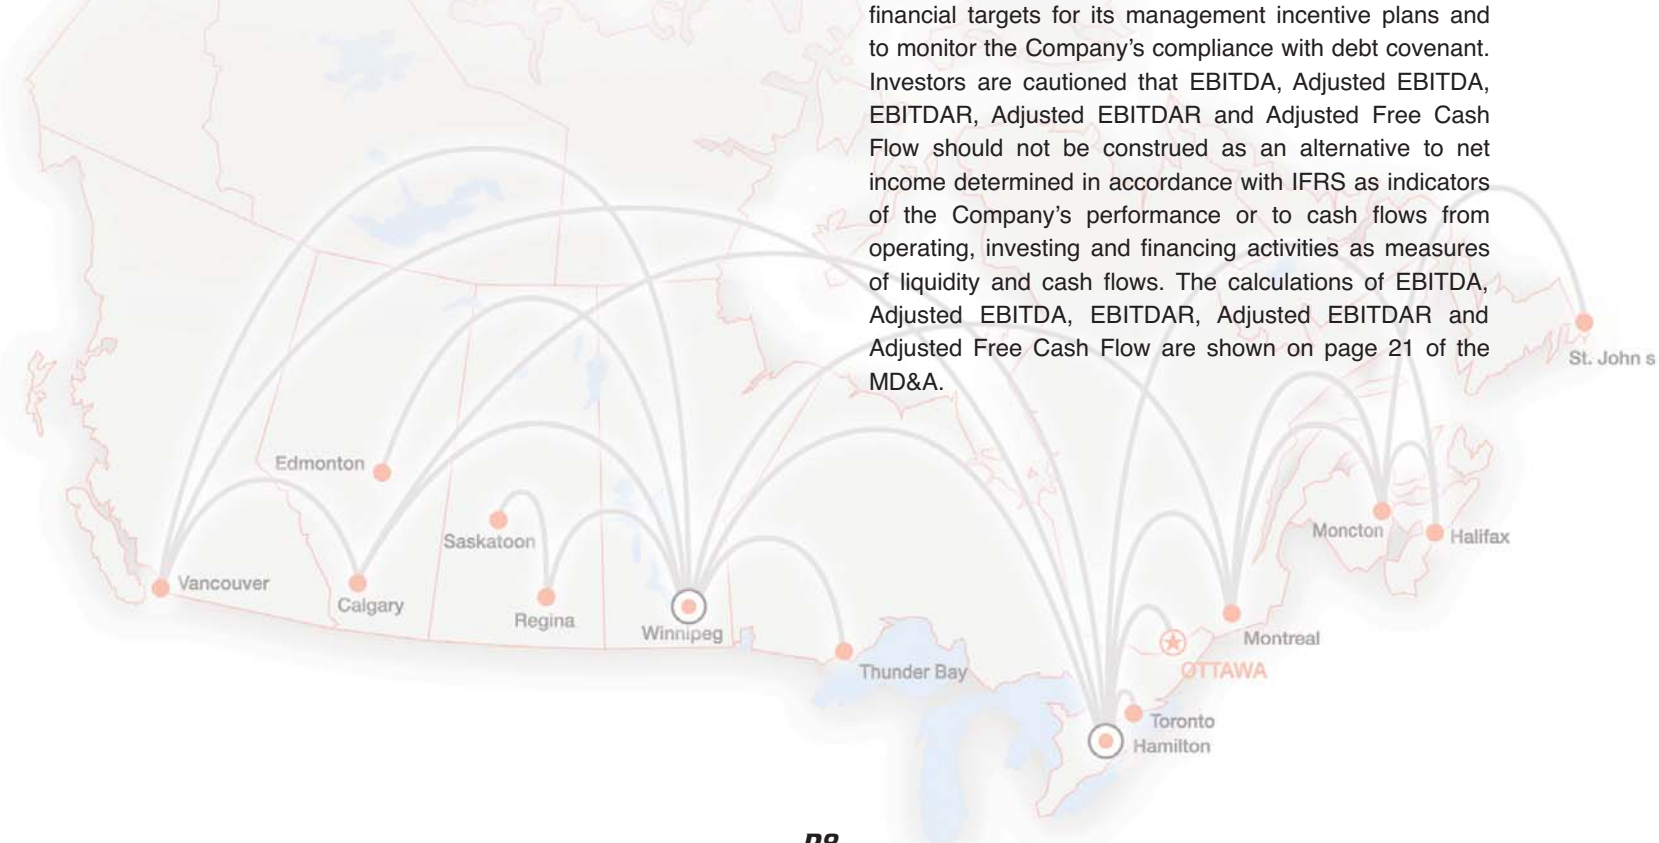 financial targets for its management incentive plans and
to monitor the Company's compliance with debt covenant.
Investors are cautioned that EBITDA, Adjusted EBITDA,
EBITDAR, Adjusted EBITDAR and Adjusted Free Cash
Flow should not be construed as an alternative to net
income determined in accordance with IFRS as indicators
of the Company's performance or to cash flows from
operating, investing and financing activities as measures
of liquidity and cash flows. The calculations of EBITDA,
Adjusted EBITDA, EBITDAR, Adjusted EBITDAR and
Adjusted Free Cash Flow are shown on page 21 of the
MD&A.
St. John s
Edmonton
Saskatoon
Moncton
Halifax
Vancouver
Calgary
Regina
Winnipeg
Montreal
Thunder Bay
OTTAWA
Toronto
Hamilton